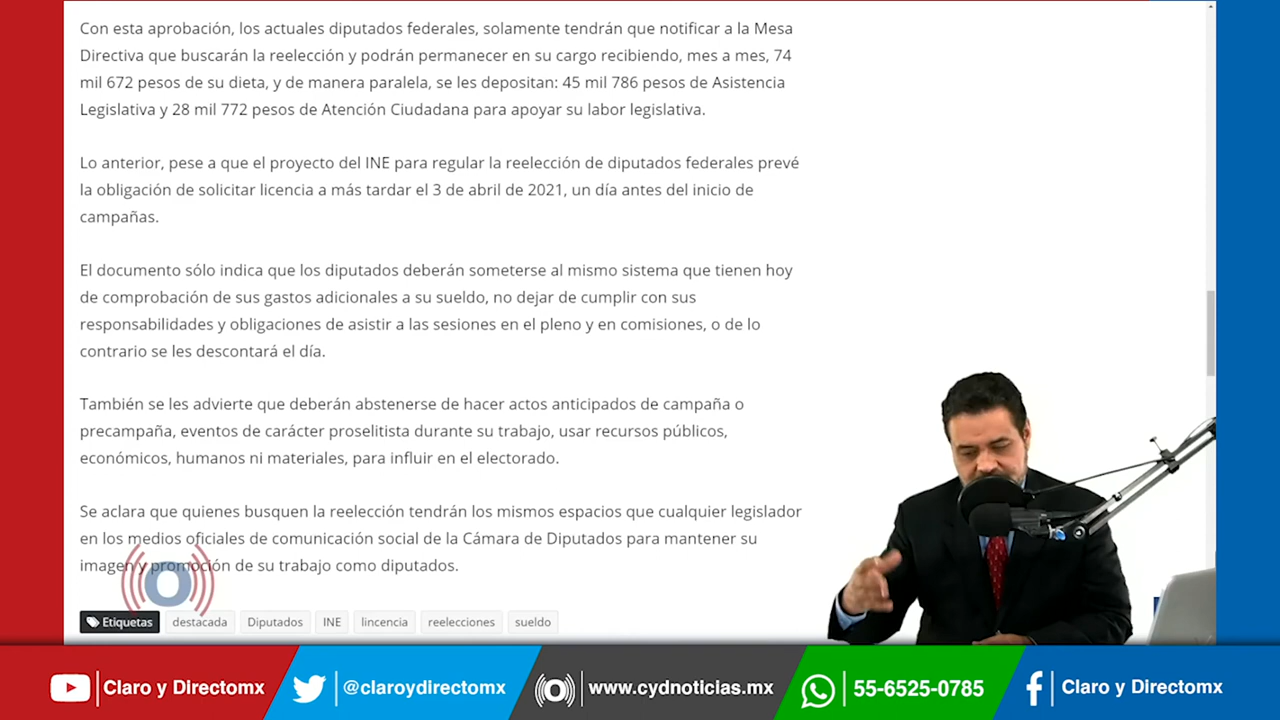 Con esta aprobación, los actuales diputados federales, solamente tendrán que notificar a la Mesa
Directiva que buscarán la reelección y podrán permanecer en su cargo recibiendo, mes a mes, 74
mil 672 pesos de su dieta, y de manera paralela, se les depositan: 45 mil 786 pesos de Asistencia
Legislativa y 28 mil 772 pesos de Atención Ciudadana para apoyar su labor legislativa.
Lo anterior, pese a que el proyecto del INE para regular la reelección de diputados federales prevé
la obligación de solicitar licencia a más tardar el 3 de abril de 2021, un día antes del inicio de
campañas.
El documento sólo indica que los diputados deberán someterse al mismo sistema que tienen hoy
de comprobación de sus gastos adicionales a su sueldo, no dejar de cumplir con sus
responsabilidades y obligaciones de asistir a las sesiones en el pleno y en comisiones, o de lo
contrario se les descontará el día.
También se les advierte que deberán abstenerse de hacer actos anticipados de campaña o
precampaña, eventos de carácter proselitista durante su trabajo, usar recursos públicos,
económicos, humanos ni materiales, para influir en el electorado.
Se aclara que quienes busquen la reelección tendrán los mismos espacios que cualquier legislador
en los medios oficiales de comunicación social de la Cámara de Diputados para mantener su
imagen y promoción de su trabajo como diputados.
Etiquetas destacada Diputados INE lincencia reelecciones sueldo
Claro y Directomx @claroydirectomx www.cydnoticias.mx 55-6525-0785 Claro y Directomx